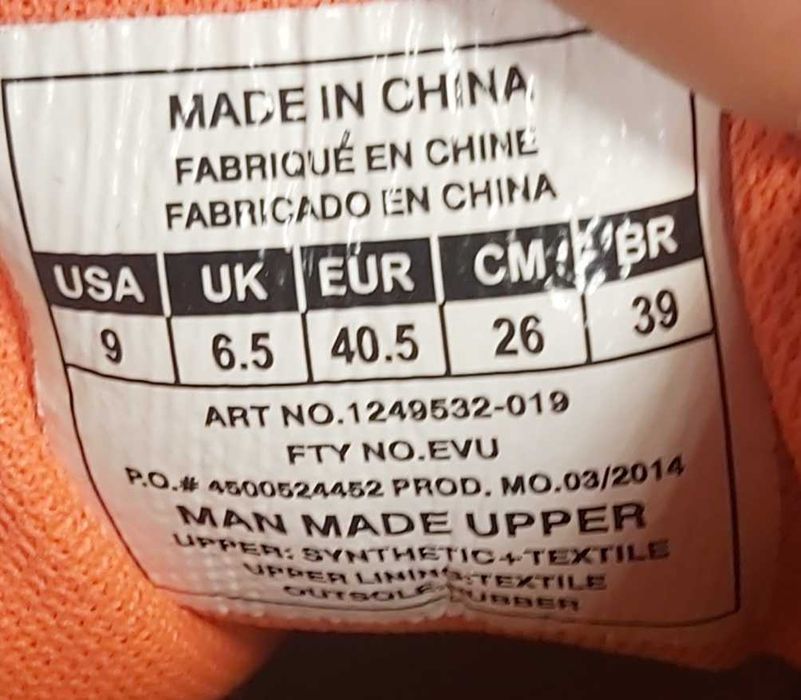 MADE IN CHINA
FABRIQUÉ EN CHINE
FABRICADO EN CHINA
USA UK EUR CM BR
9 6.5 40.5 26 39
ART NO.1249532-019
FTY NO.EVU
P.O.# 4500524452 PROD. MO.03/2014
MAN MADE UPPER
UPPER: SYNTHETIC+TEXTILE
UPPER LINING:TEXTILE
OUTSOLE:RUBBER